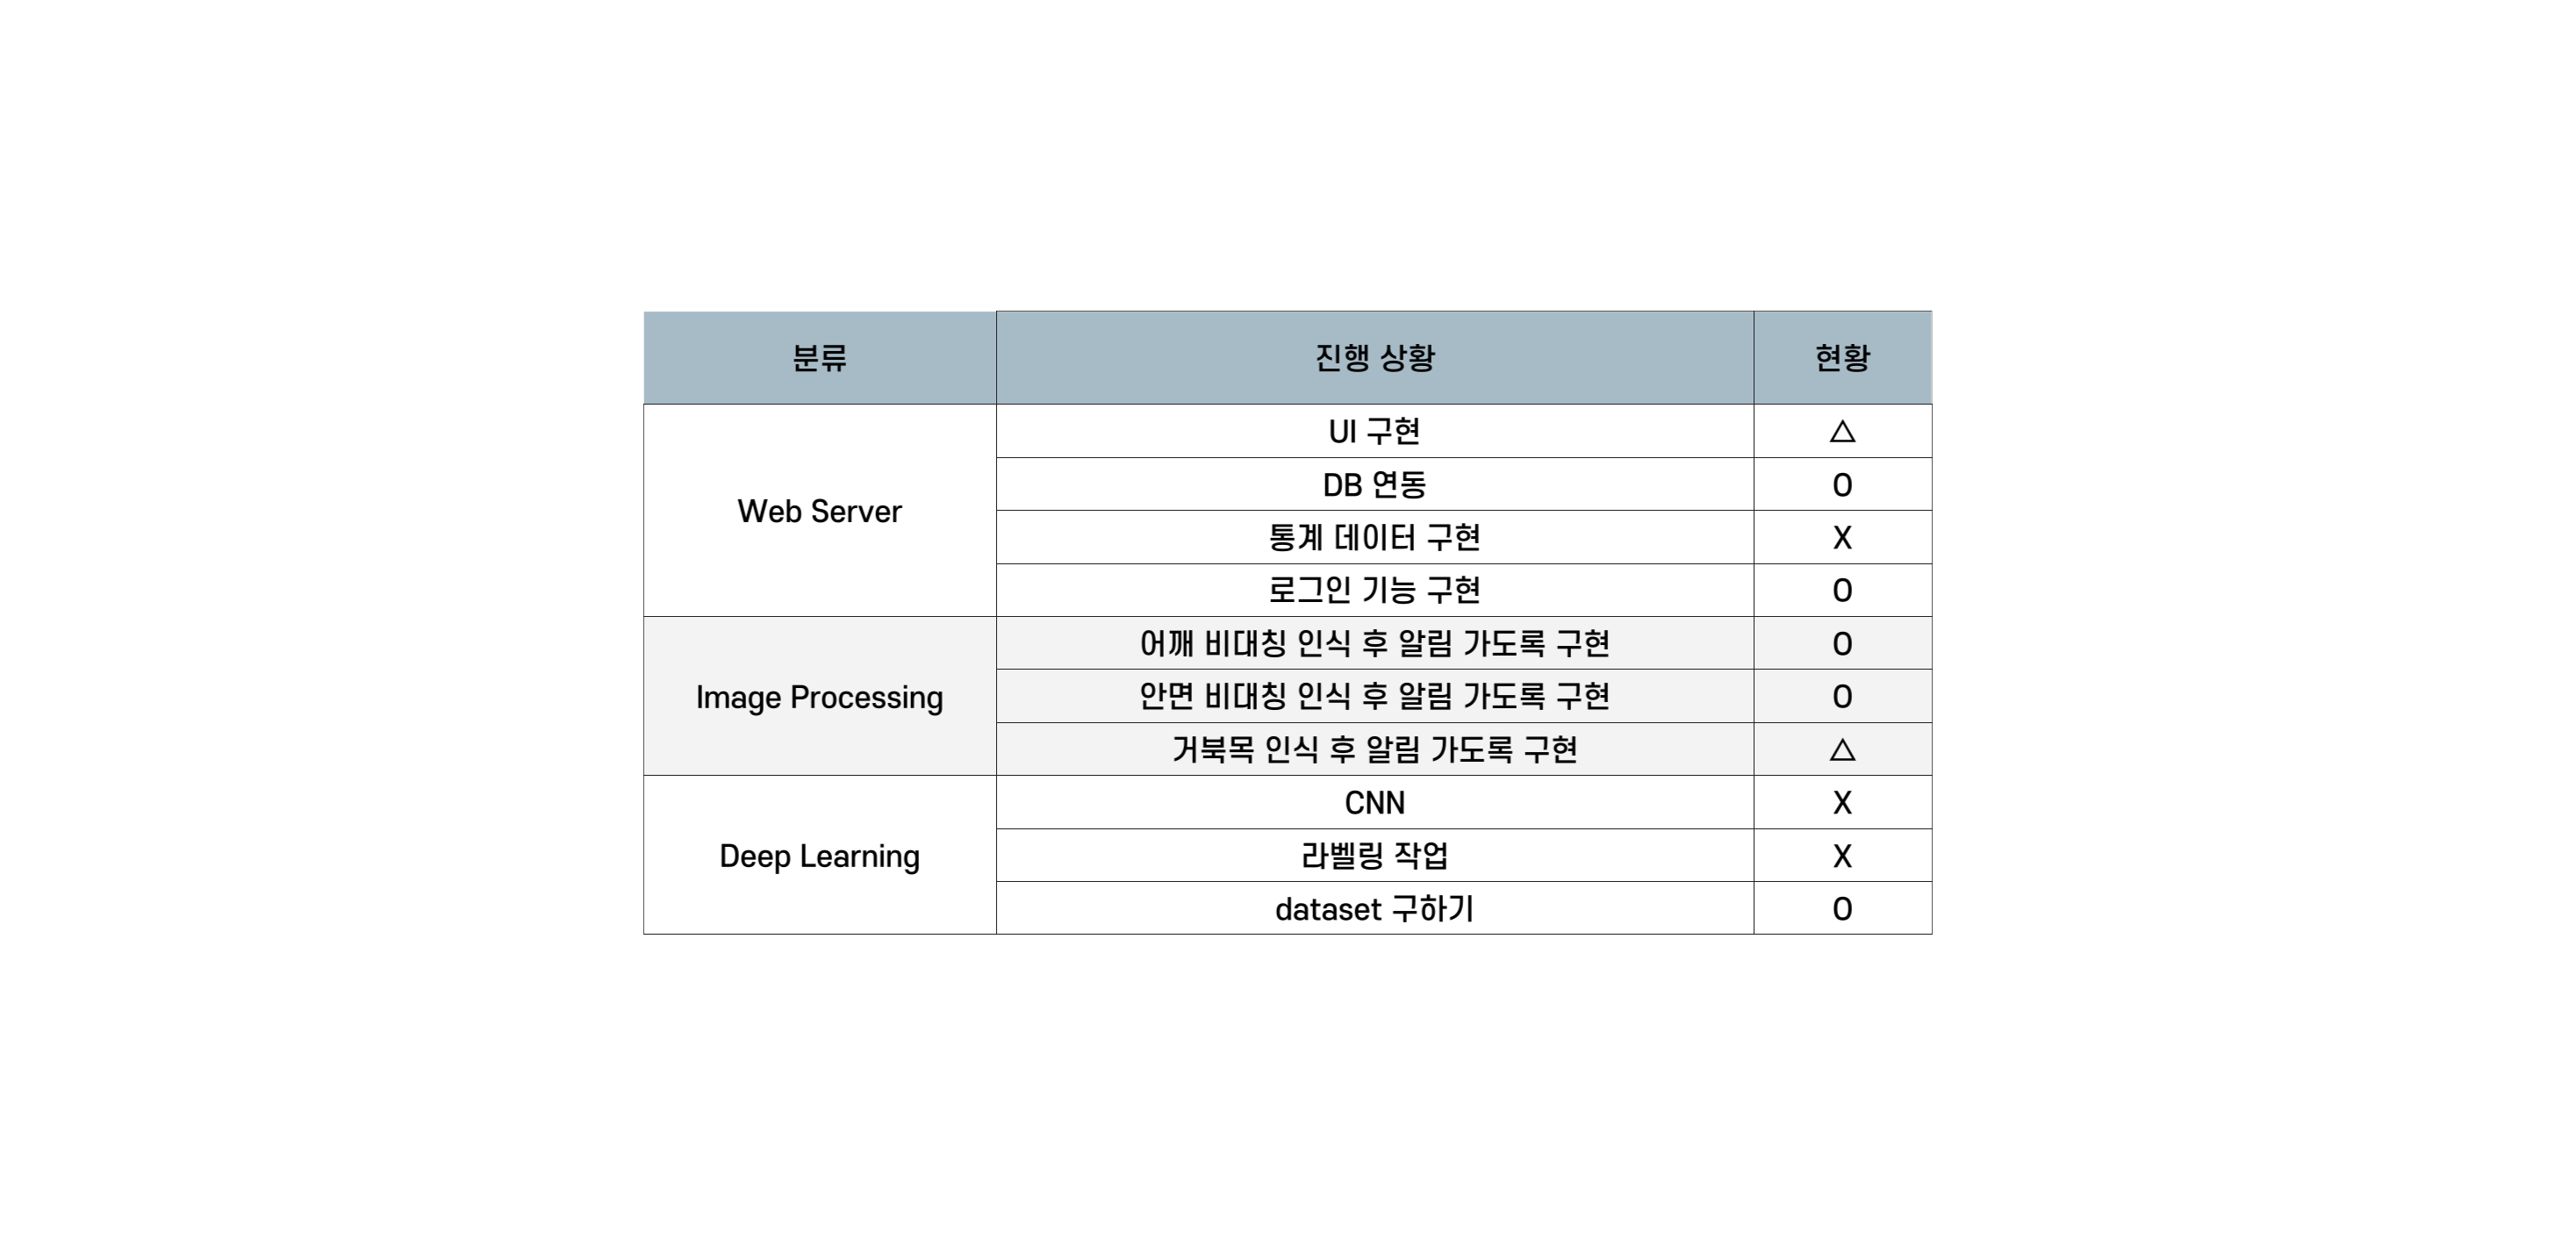 분류 진행 상황 현황
Web Server
UI 구현 △
DB 연동 O
통계 데이터 구현 X
로그인 기능 구현 O
Image Processing
어깨 비대칭 인식 후 알림 가도록 구현 O
안면 비대칭 인식 후 알림 가도록 구현 O
거북목 인식 후 알림 가도록 구현 △
Deep Learning
CNN X
라벨링 작업 X
dataset 구하기 O